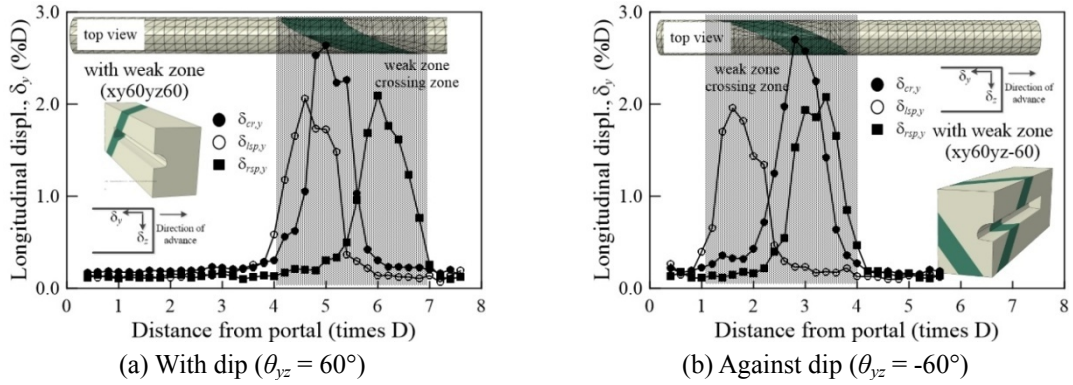 3.0
2.0
1.0
0.0
Longitudinal displ., δy (%D)
top view
with weak zone
(xy60yz60)
δcr,y
δlsp,y
δrsp,y
weak zone
crossing zone
δy
δz
Direction of
advance
0 1 2 3 4 5 6 7 8
Distance from portal (times D)
(a) With dip (θyz = 60°)
3.0
2.0
1.0
0.0
Longitudinal displ., δy (%D)
top view
weak zone
crossing zone
δy
δz
Direction of
advance
with weak zone
(xy60yz-60)
δcr,y
δlsp,y
δrsp,y
0 1 2 3 4 5 6 7 8
Distance from portal (times D)
(b) Against dip (θyz = -60°)